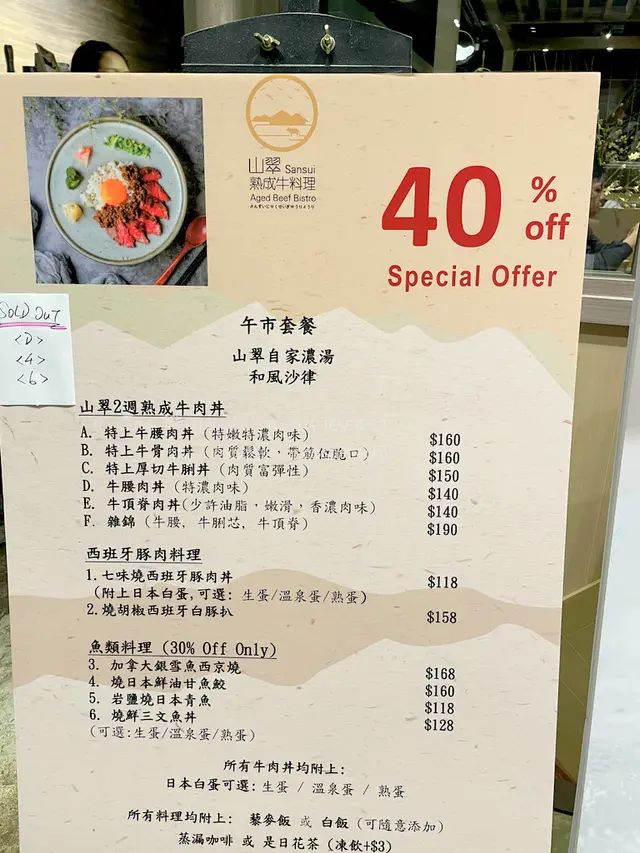 山翠 Sansui
熟成牛料理
Aged Beef Bistro
40 % off
Special Offer
SOLD OUT
<D>
<4>
<6>
午市套餐
山翠自家濃湯
和風沙律
山翠2週熟成牛肉丼
A. 特上牛腰肉丼 (特嫩特濃肉味) $160
B. 特上牛骨肉丼 (肉質鬆軟，帶筋位脆口) $160
C. 特上厚切牛脷丼 (肉質富彈性) $150
D. 牛腰肉丼 (特濃肉味) $140
E. 牛頂脊肉丼(少許油脂，嫩滑，香濃肉味) $140
F. 雜錦 (牛腰, 牛脷芯, 牛頂脊) $190
西班牙豚肉料理
1. 七味燒西班牙豚肉丼 $118
(附上日本白蛋,可選: 生蛋/溫泉蛋/熟蛋)
2. 燒胡椒西班牙白豚扒 $158
魚類料理 (30% Off Only)
3. 加拿大銀雪魚西京燒 $168
4. 燒日本鮮油甘魚鮫 $160
5. 岩鹽燒日本青魚 $118
6. 燒鮮三文魚丼 $128
(可選:生蛋/溫泉蛋/熟蛋)
所有牛肉丼均附上:
日本白蛋可選: 生蛋 / 溫泉蛋 / 熟蛋
所有料理均附上: 藜麥飯 或 白飯 (可隨意添加)
蒸漏咖啡 或 是日花茶 (凍飲+$3)